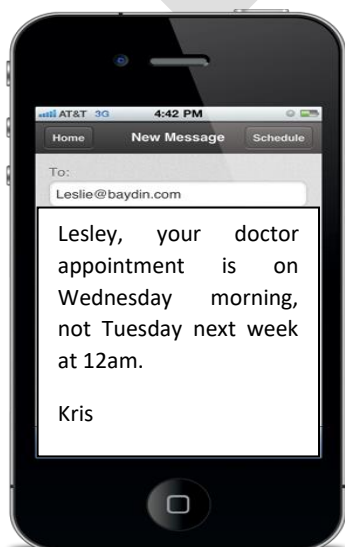 AT&T 3G 4:42 PM
Home New Message Schedule
To:
Leslie@baydin.com
Lesley, your doctor
appointment is on
Wednesday morning,
not Tuesday next week
at 12am.
Kris